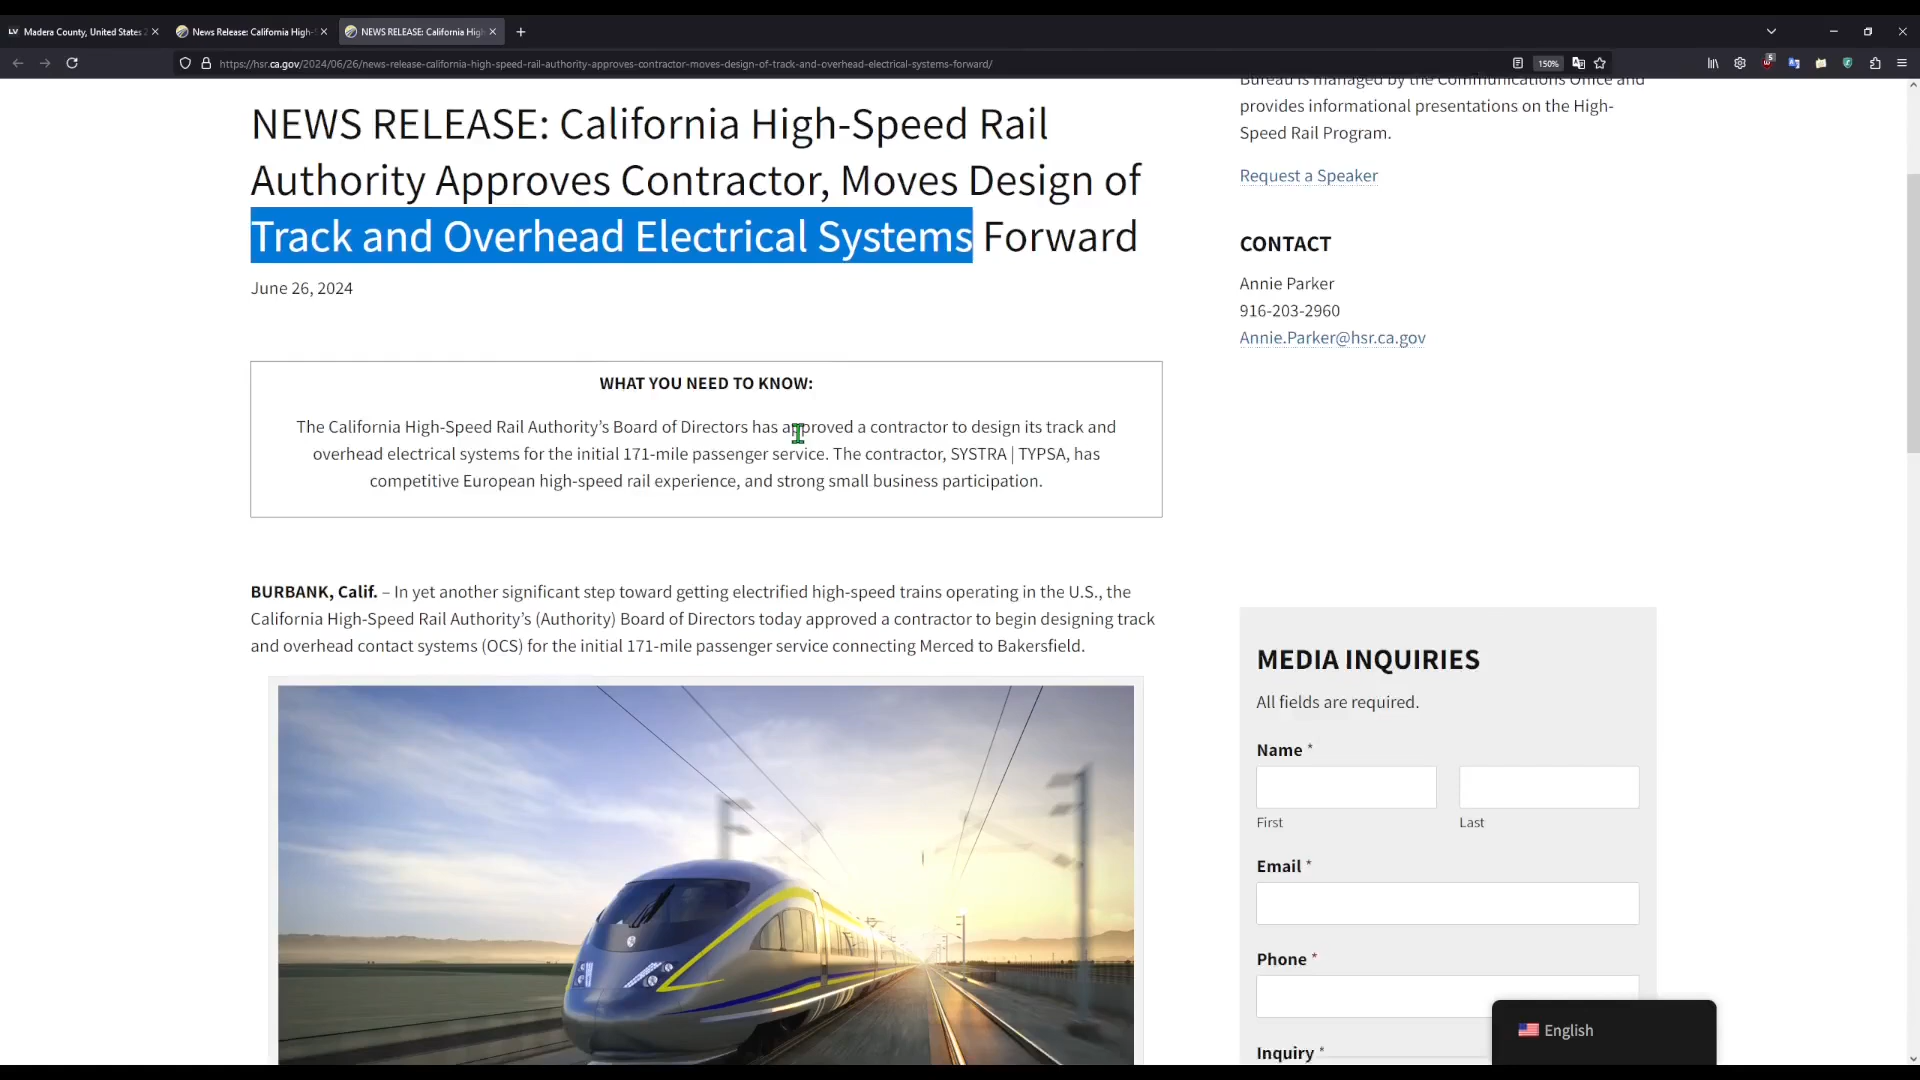 Madera County, United States
News Release: California High-
NEWS RELEASE: California High
https://hsr.ca.gov/2024/06/26/news-release-california-high-speed-rail-authority-approves-contractor-moves-design-of-track-and-overhead-electrical-systems-forward/
150%
NEWS RELEASE: California High-Speed Rail
Authority Approves Contractor, Moves Design of
Track and Overhead Electrical Systems Forward
June 26, 2024
WHAT YOU NEED TO KNOW:
The California High-Speed Rail Authority’s Board of Directors has approved a contractor to design its track and
overhead electrical systems for the initial 171-mile passenger service. The contractor, SYSTRA | TYPSA, has
competitive European high-speed rail experience, and strong small business participation.
BURBANK, Calif. – In yet another significant step toward getting electrified high-speed trains operating in the U.S., the
California High-Speed Rail Authority’s (Authority) Board of Directors today approved a contractor to begin designing track
and overhead contact systems (OCS) for the initial 171-mile passenger service connecting Merced to Bakersfield.
Bureau is managed by the Communications Office and
provides informational presentations on the High-
Speed Rail Program.
Request a Speaker
CONTACT
Annie Parker
916-203-2960
Annie.Parker@hsr.ca.gov
MEDIA INQUIRIES
All fields are required.
Name *
First
Last
Email *
Phone *
Inquiry *
English